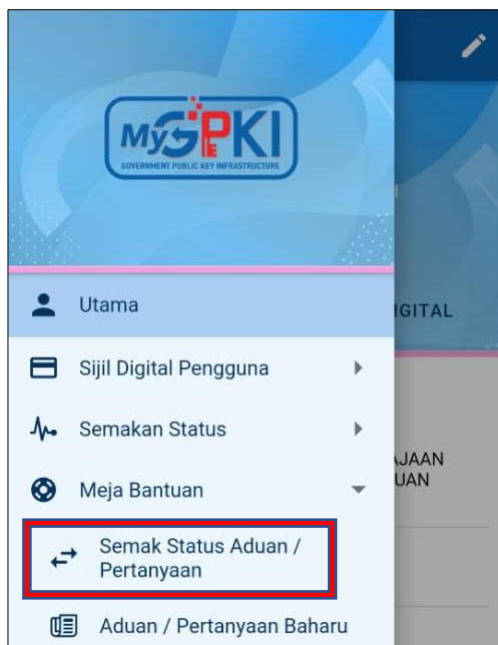 MyGPKI
GOVERNMENT PUBLIC KEY INFRASTRUCTURE
Utama
IGITAL
Sijil Digital Pengguna
Semakan Status
AJAAN
UAN
Meja Bantuan
Semak Status Aduan /
Pertanyaan
Aduan / Pertanyaan Baharu